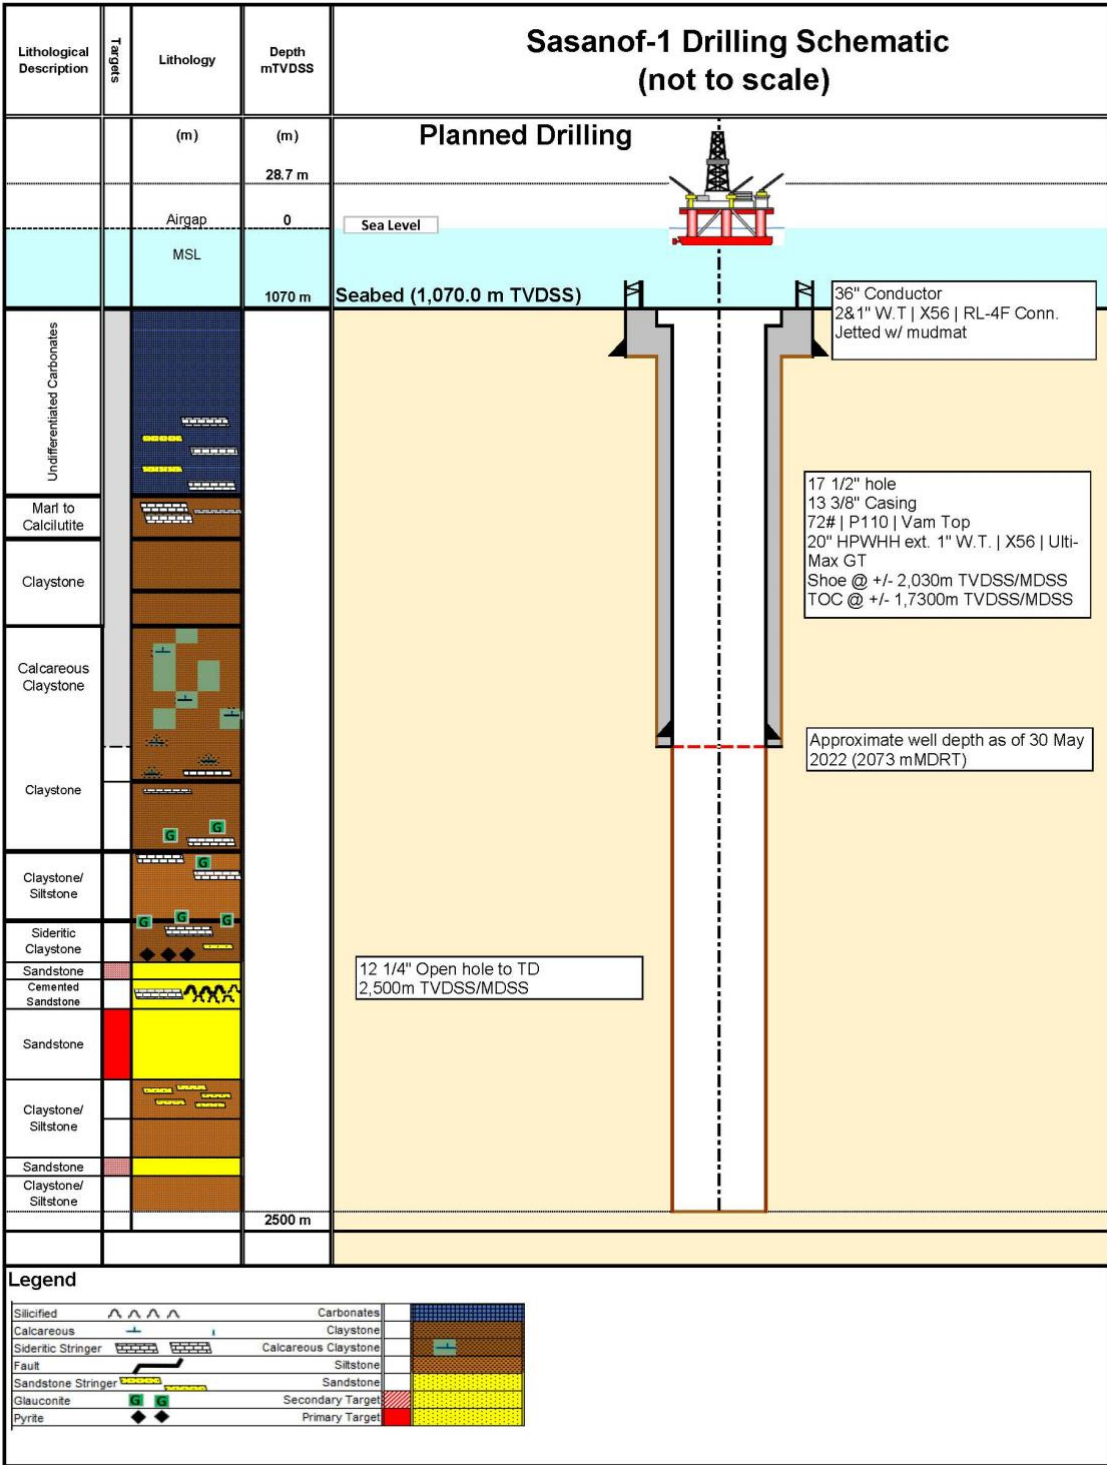 Lithological
Description
Targets
Lithology
Depth
mTVDSS
Sasanof-1 Drilling Schematic
(not to scale)
(m)
(m)
Planned Drilling
28.7 m
Airgap
0
Sea Level
MSL
1070 m
Seabed (1,070.0 m TVDSS)
36" Conductor
2&1" W.T | X56 | RL-4F Conn.
Jetted w/ mudmat
Undifferentiated Carbonates
17 1/2" hole
13 3/8" Casing
72# | P110 | Vam Top
20" HPWHH ext. 1" W.T. | X56 | Ulti-
Max GT
Shoe @ +/- 2,030m TVDSS/MDSS
TOC @ +/- 1,7300m TVDSS/MDSS
Marl to
Calcilutite
Claystone
Calcareous
Claystone
Approximate well depth as of 30 May
2022 (2073 mMDRT)
Claystone
G
G
Claystone/
Siltstone
G
G
G
G
Sideritic
Claystone
Sandstone
Cemented
Sandstone
12 1/4" Open hole to TD
2,500m TVDSS/MDSS
Sandstone
Claystone/
Siltstone
Sandstone
Claystone/
Siltstone
2500 m
Legend
Silicified
Carbonates
Calcareous
Claystone
Sideritic Stringer
Calcareous Claystone
Fault
Siltstone
Sandstone Stringer
Sandstone
Glauconite
G G
Secondary Target
Pyrite
Primary Target